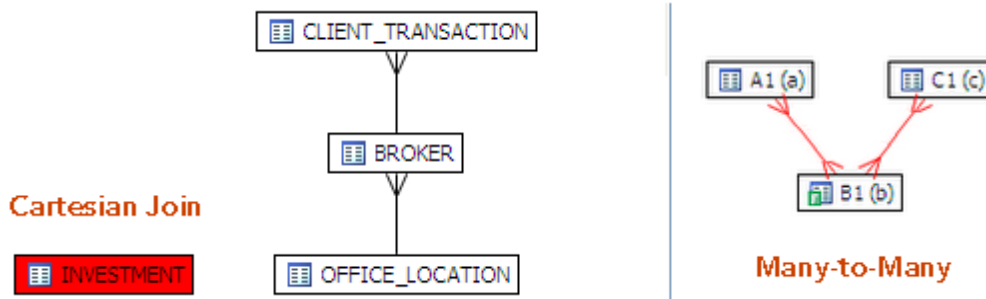 CLIENT_TRANSACTION
BROKER
Cartesian Join
INVESTMENT
OFFICE_LOCATION
A1 (a)
C1 (c)
B1 (b)
Many-to-Many